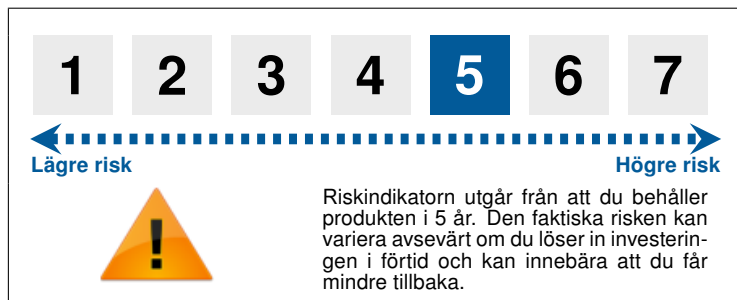 1 2 3 4 5 6 7
Lägre risk Högre risk
!
Riskindikatorn utgår från att du behåller
produkten i 5 år. Den faktiska risken kan
variera avsevärt om du löser in investerin-
gen i förtid och kan innebära att du får
mindre tillbaka.